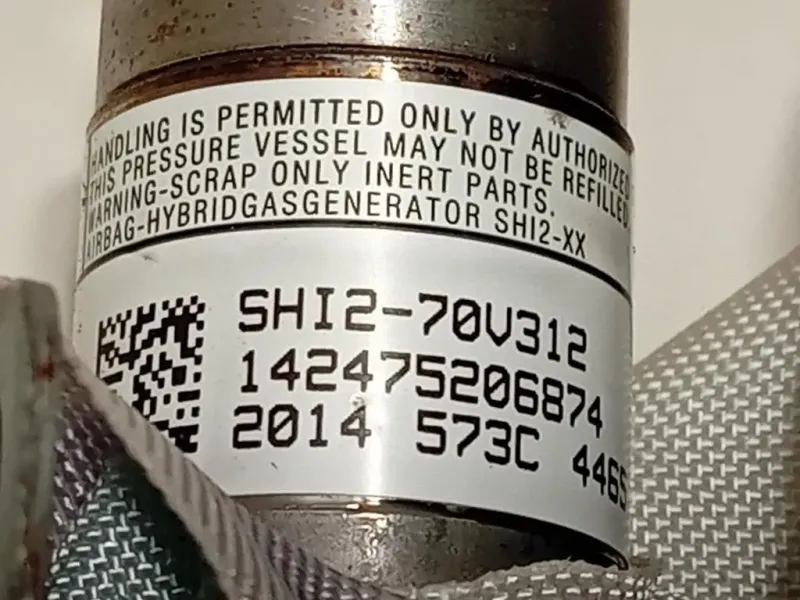 HANDLING IS PERMITTED ONLY BY AUTHORIZED
THIS PRESSURE VESSEL MAY NOT BE REFILLED
WARNING-SCRAP ONLY INERT PARTS.
AIRBAG-HYBRIDGASGENERATOR SHI2-XX
SHI2-70V312
142475206874
2014 573C 4465